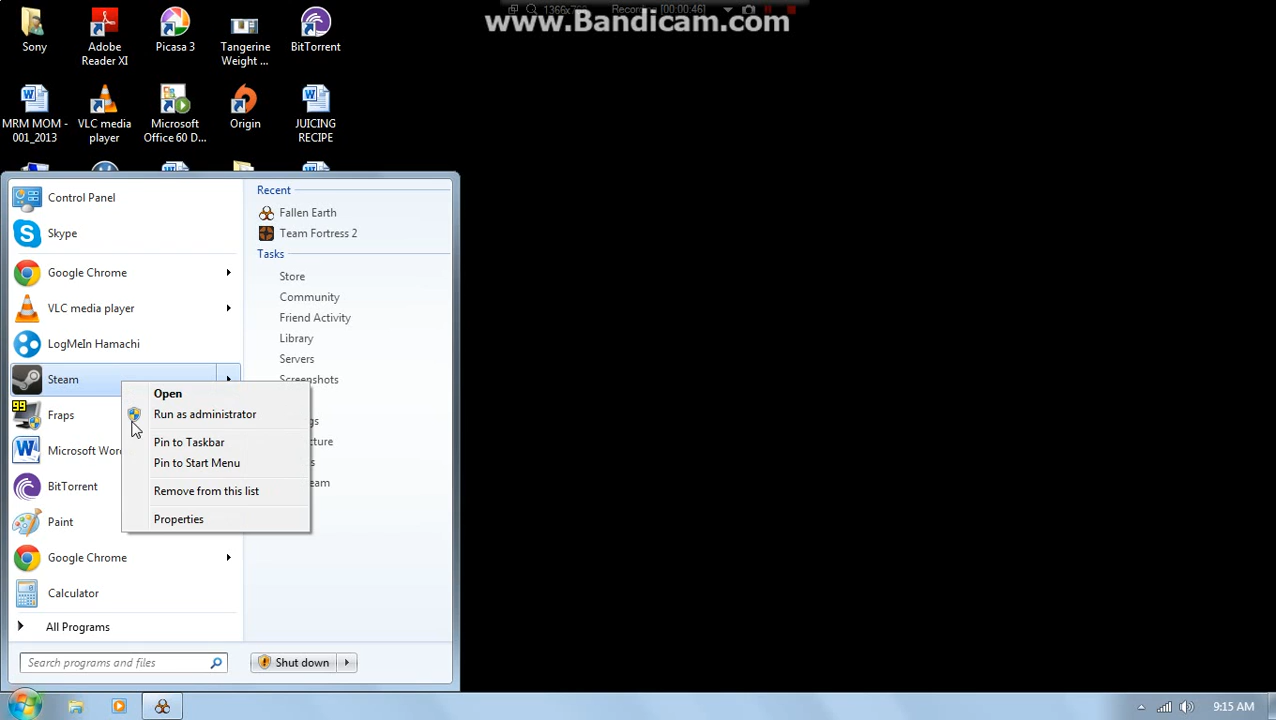 1366x768 Recording [00:00:46]
www.Bandicam.com
Sony
Adobe
Reader XI
Picasa 3
Tangerine
Weight ...
BitTorrent
MRM MOM -
001_2013
VLC media
player
Microsoft
Office 60 D...
Origin
JUICING
RECIPE
Control Panel
Skype
Google Chrome
VLC media player
LogMeIn Hamachi
Steam
Fraps
99
Microsoft Wor
BitTorrent
Paint
Google Chrome
Calculator
All Programs
Search programs and files
Recent
Fallen Earth
Team Fortress 2
Tasks
Store
Community
Friend Activity
Library
Servers
Screenshots
Open
Run as administrator
Pin to Taskbar
Pin to Start Menu
Remove from this list
Properties
Shut down
9:15 AM